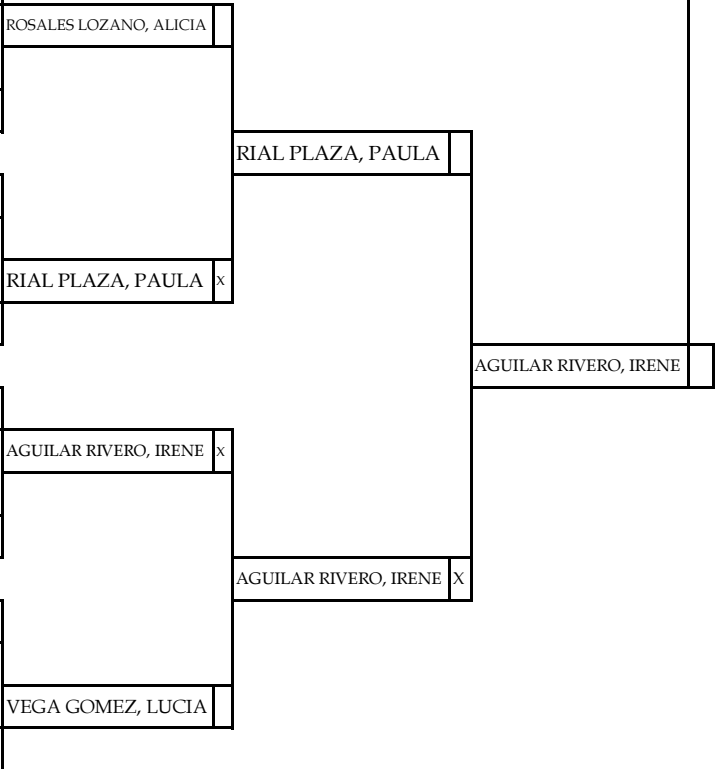 ROSALES LOZANO, ALICIA
RIAL PLAZA, PAULA
RIAL PLAZA, PAULA x
AGUILAR RIVERO, IRENE
AGUILAR RIVERO, IRENE x
AGUILAR RIVERO, IRENE X
VEGA GOMEZ, LUCIA